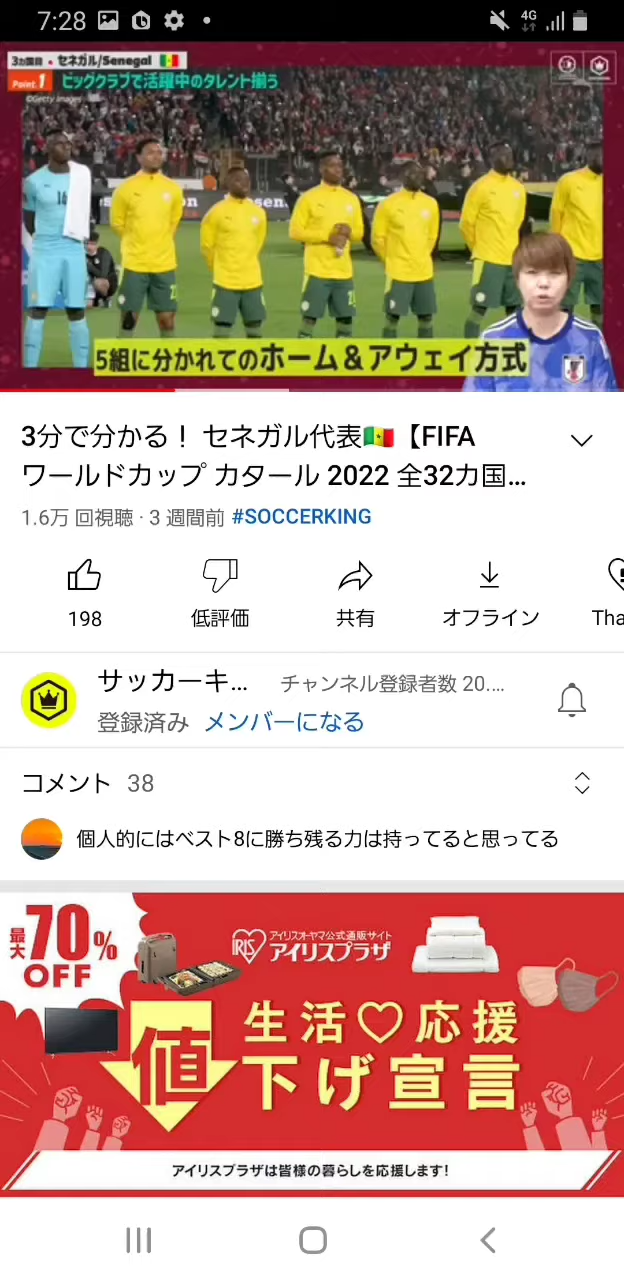 7:28
4G
3カ国目・セネガル/Senegal
Point.1 ビッグクラブで活躍中のタレント揃う
©Getty Images
16
5組に分かれてのホーム＆アウェイ方式
3分で分かる！ セネガル代表🇸🇳【FIFA
ワールドカップ カタール 2022 全32カ国...
1.6万 回視聴・3 週間前 #SOCCERKING
198 低評価 共有 オフライン Tha
サッカーキ... チャンネル登録者数 20....
登録済み メンバーになる
コメント 38
個人的にはベスト8に勝ち残る力は持ってると思ってる
最大70%OFF
IRIS アイリスオーヤマ公式通販サイト
アイリスプラザ
生活♡応援
値下げ宣言
アイリスプラザは皆様の暮らしを応援します!